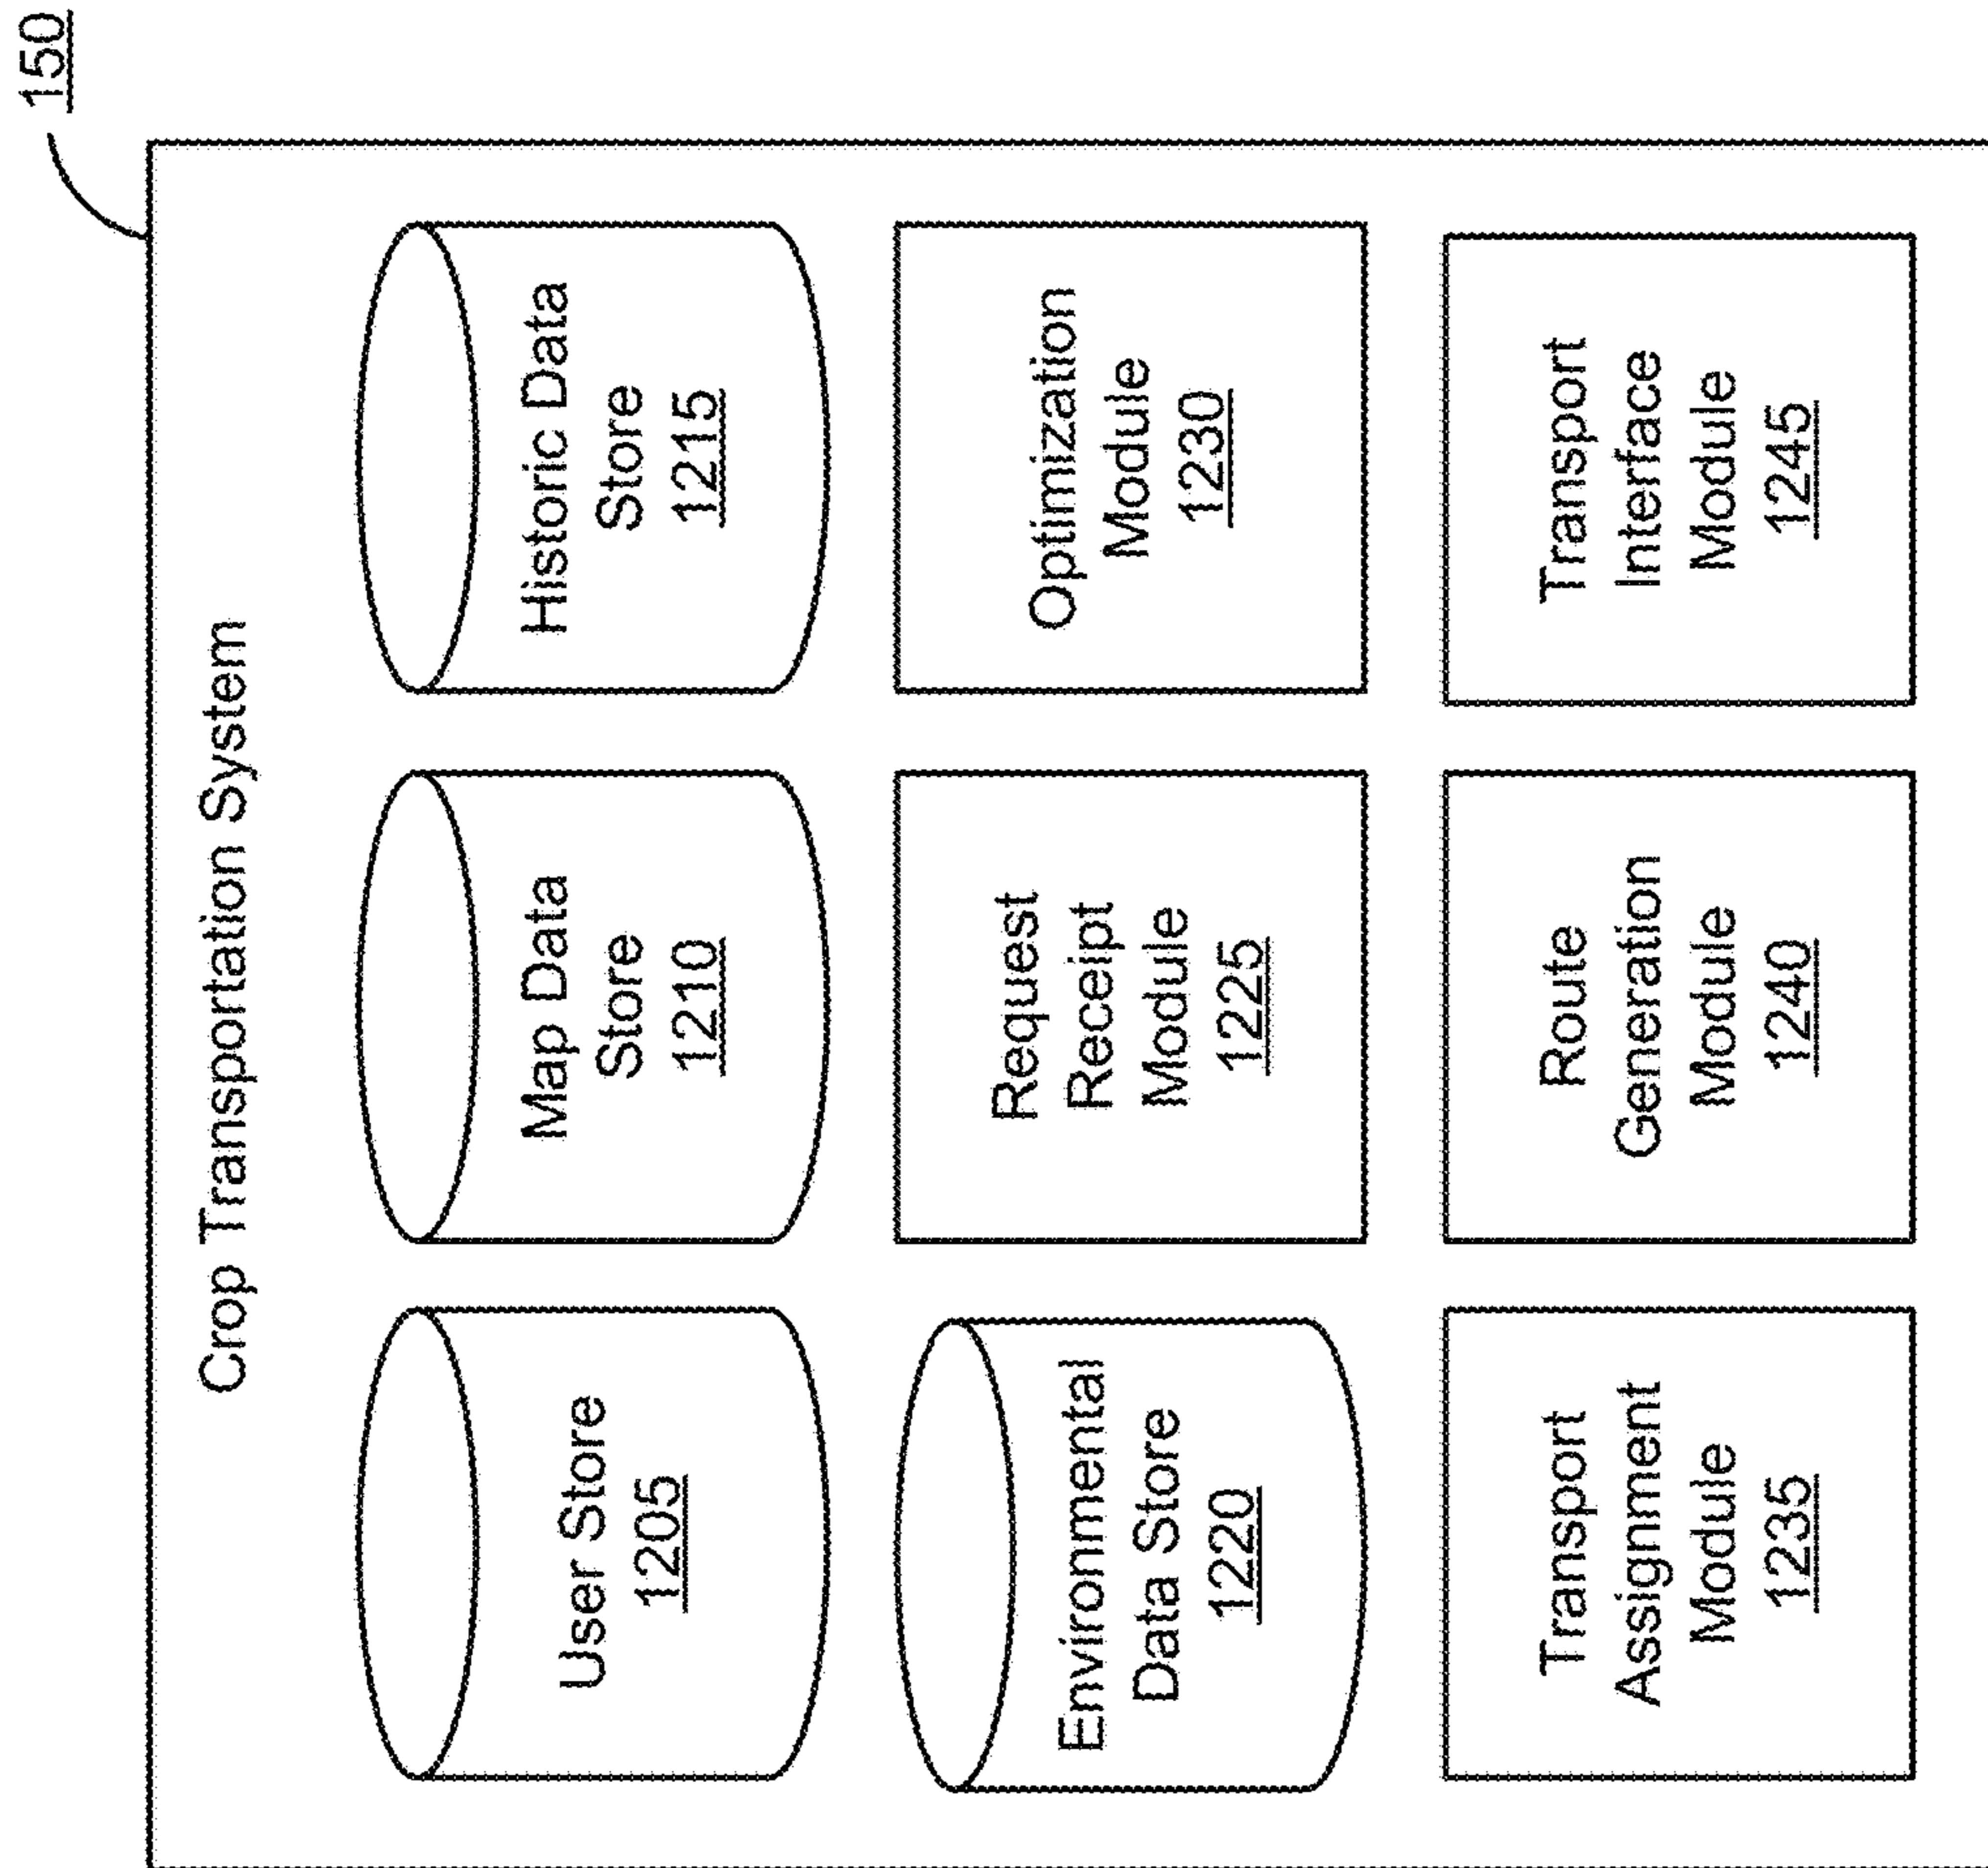 150
Crop Transportation System
User Store
1205
Map Data
Store
1210
Historic Data
Store
1215
Environmental
Data Store
1220
Request
Receipt
Module
1225
Optimization
Module
1230
Transport
Assignment
Module
1235
Route
Generation
Module
1240
Transport
Interface
Module
1245